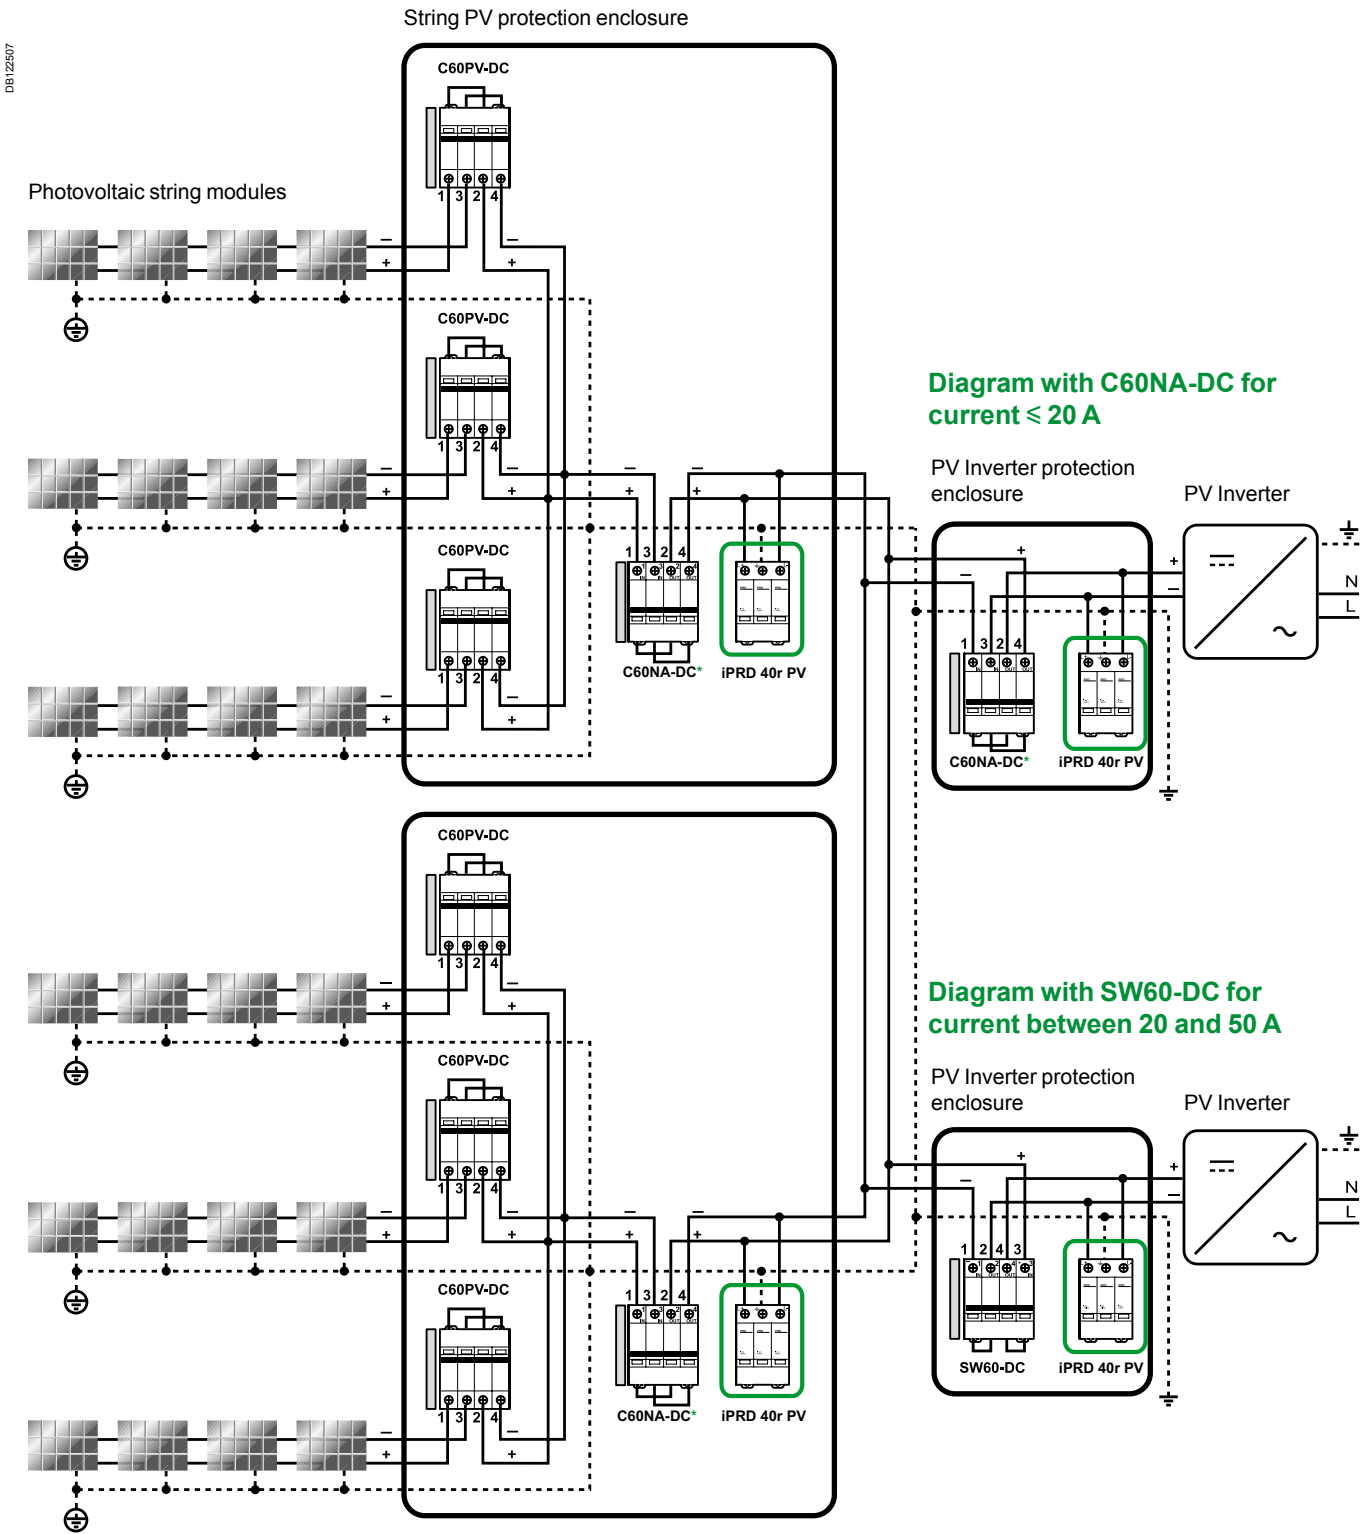 String PV protection enclosure
DB122507
C60PV-DC
1 3 2 4
Photovoltaic string modules
– –
+ +
C60PV-DC
1 3 2 4
Diagram with C60NA-DC for
current ⩽ 20 A
PV Inverter protection
enclosure
PV Inverter
– – – –
+ + + +
C60PV-DC
1 3 2 4
1 3 2 4
C60NA-DC*
iPRD 40r PV
– –
+ +
+
–
+
–
N
L
1 3 2 4
C60NA-DC*
iPRD 40r PV
C60PV-DC
1 3 2 4
– –
+ +
Diagram with SW60-DC for
current between 20 and 50 A
C60PV-DC
1 3 2 4
PV Inverter protection
enclosure
PV Inverter
– – – –
+ + + +
C60PV-DC
1 3 2 4
1 3 2 4
C60NA-DC*
iPRD 40r PV
– –
+ +
+
–
+
–
N
L
1 2 4 3
SW60-DC
iPRD 40r PV